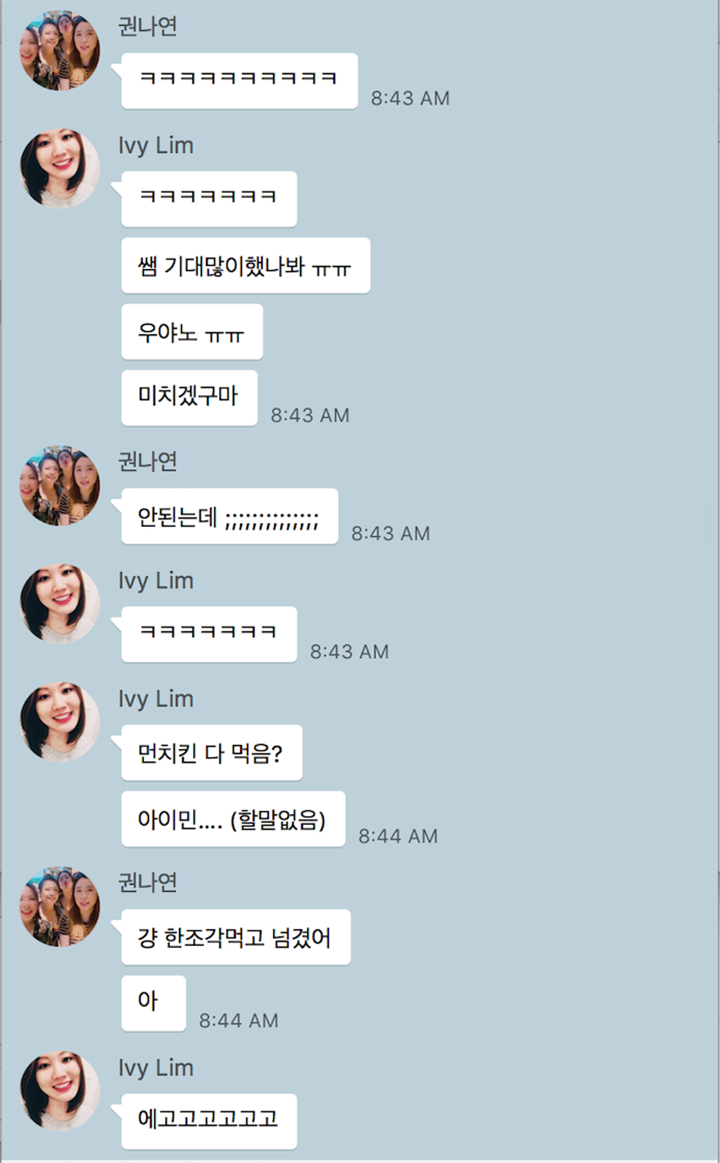 권나연
ㅋㅋㅋㅋㅋㅋㅋㅋㅋㅋ
8:43 AM
Ivy Lim
ㅋㅋㅋㅋㅋㅋㅋ
쌤 기대많이했나봐 ㅠㅠ
우야노 ㅠㅠ
미치겠구마
8:43 AM
권나연
안된는데 ;;;;;;;;;;;;;;
8:43 AM
Ivy Lim
ㅋㅋㅋㅋㅋㅋㅋ
8:43 AM
Ivy Lim
먼치킨 다 먹음?
아이민.... (할말없음)
8:44 AM
권나연
걍 한조각먹고 넘겼어
아
8:44 AM
Ivy Lim
에고고고고고고